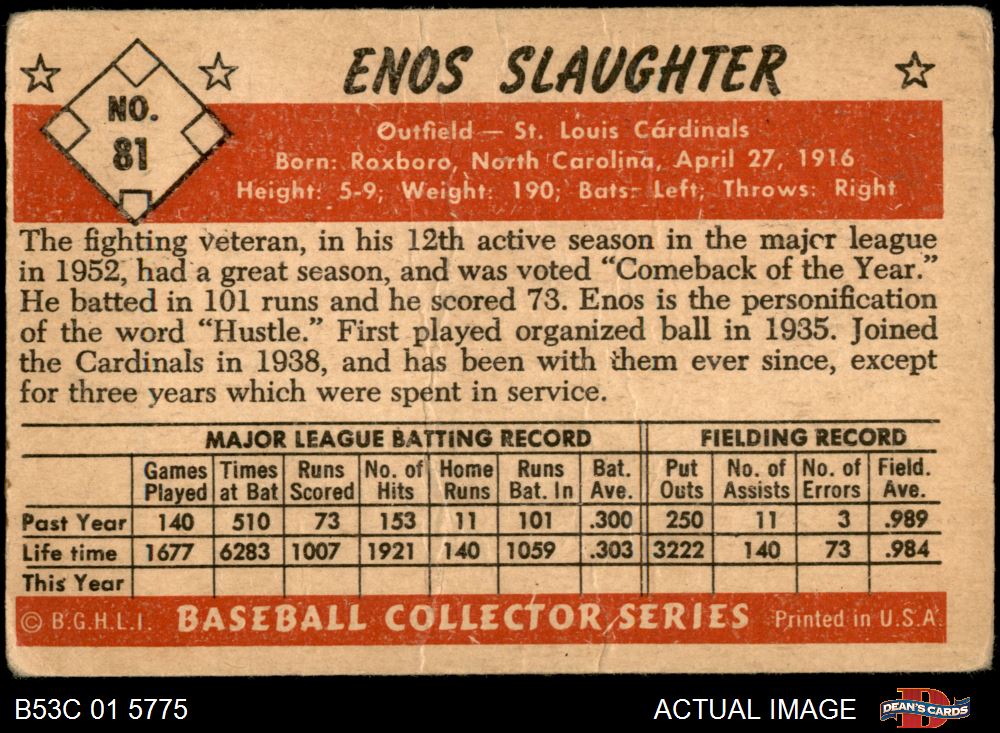 ENOS SLAUGHTER
NO.
81
Outfield — St. Louis Cardinals
Born: Roxboro, North Carolina, April 27, 1916
Height: 5-9; Weight: 190; Bats: Left; Throws: Right
The fighting veteran, in his 12th active season in the major league
in 1952, had a great season, and was voted “Comeback of the Year.”
He batted in 101 runs and he scored 73. Enos is the personification
of the word “Hustle.” First played organized ball in 1935. Joined
the Cardinals in 1938, and has been with them ever since, except
for three years which were spent in service.
MAJOR LEAGUE BATTING RECORD FIELDING RECORD
Games Times Runs No. of Home Runs Bat. Put No. of No. of Field.
Played at Bat Scored Hits Runs Bat. In Ave. Outs Assists Errors Ave.
Past Year 140 510 73 153 11 101 .300 250 11 3 .989
Life time 1677 6283 1007 1921 140 1059 .303 3222 140 73 .984
This Year
© B.G.H.L.I. BASEBALL COLLECTOR SERIES Printed in U.S.A.
B53C 01 5775 ACTUAL IMAGE D DEAN'S CARDS